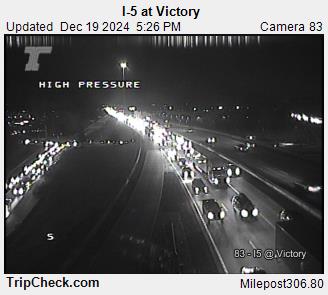 I-5 at Victory
Updated Dec 19 2024 5:26 PM Camera 83
T
HIGH PRESSURE
S
83 - I5 @ Victory
TripCheck.com Milepost306.80